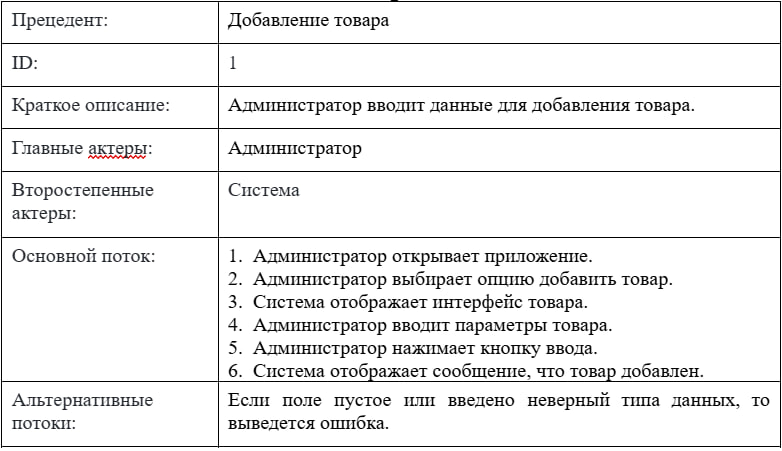 Прецедент: Добавление товара
ID: 1
Краткое описание: Администратор вводит данные для добавления товара.
Главные актеры: Администратор
Второстепенные актеры: Система
Основной поток: 1. Администратор открывает приложение.
2. Администратор выбирает опцию добавить товар.
3. Система отображает интерфейс товара.
4. Администратор вводит параметры товара.
5. Администратор нажимает кнопку ввода.
6. Система отображает сообщение, что товар добавлен.
Альтернативные потоки: Если поле пустое или введено неверный типа данных, то
выведется ошибка.